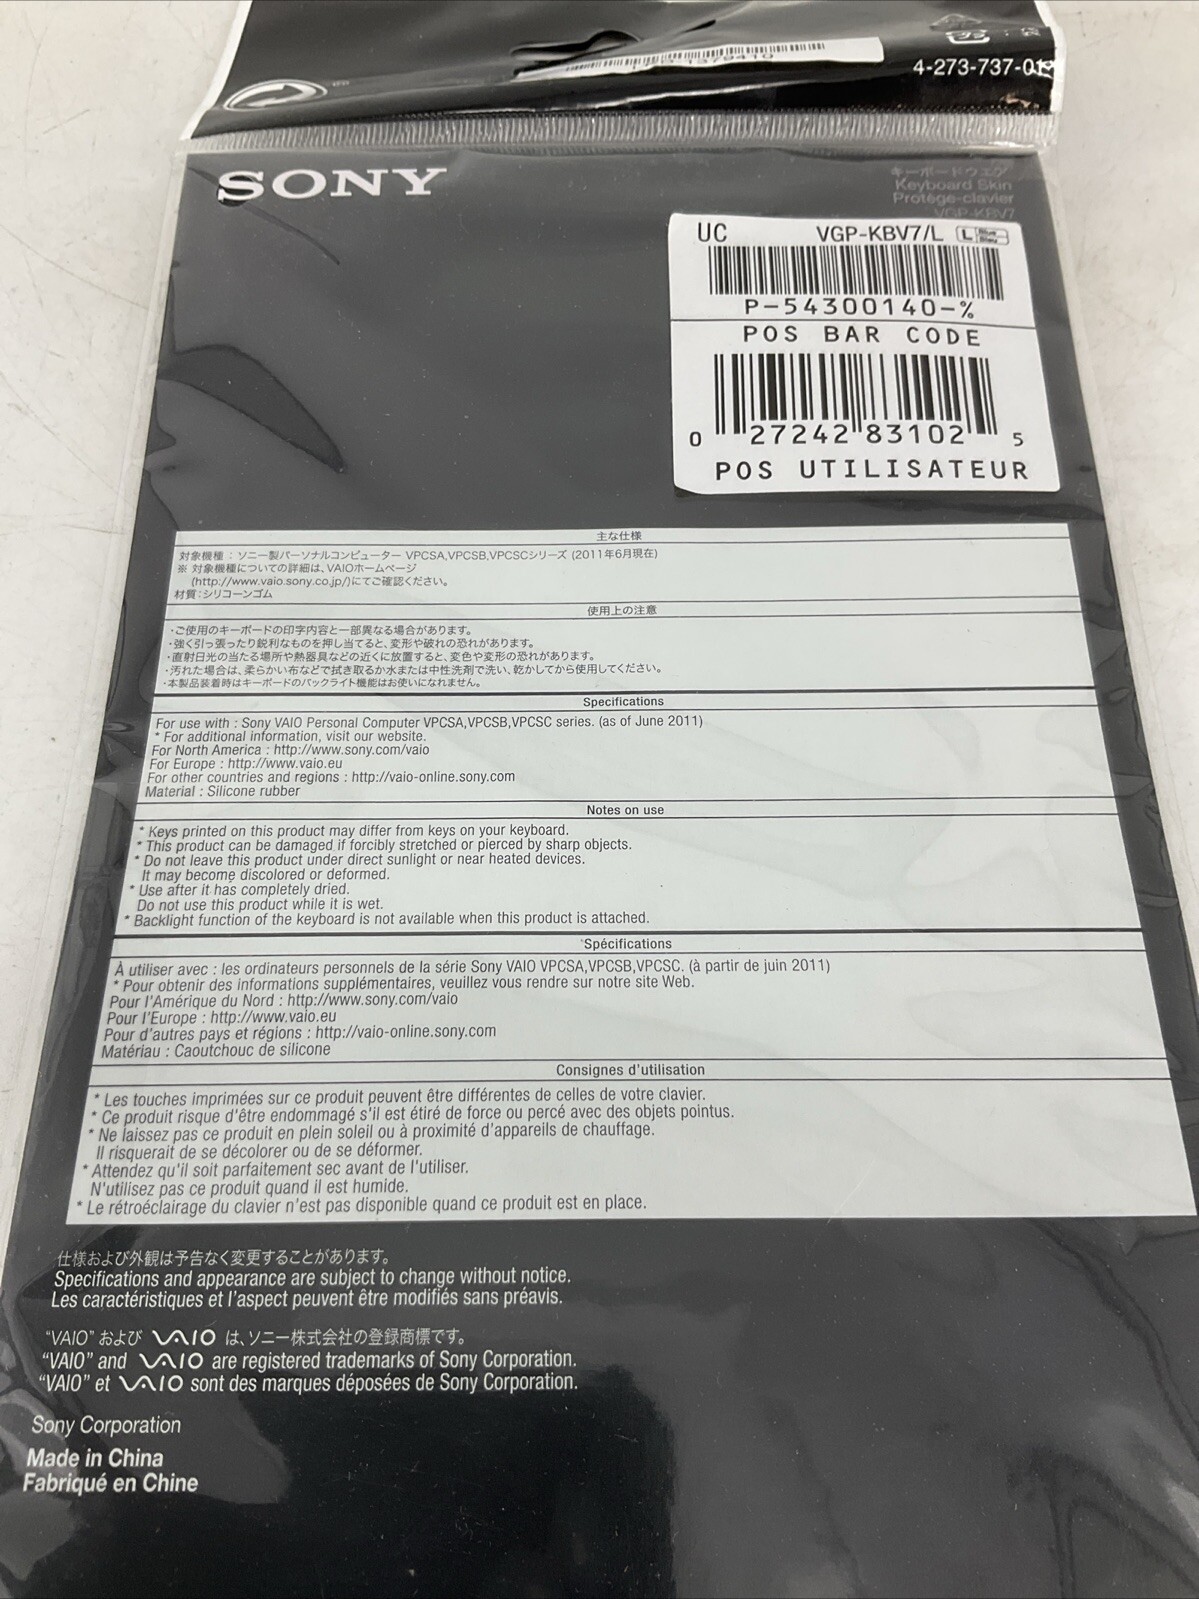 4-273-737-01
SONY
キーボードウェア
Keyboard Skin
Protège-clavier
VGP-KBV7
UC VGP-KBV7/L L Blue Bleu
P-54300140-%
POS BAR CODE
0 27242 83102 5
POS UTILISATEUR
主な仕様
対象機種：ソニー製パーソナルコンピューター VPCSA,VPCSB,VPCSCシリーズ (2011年6月現在)
※ 対象機種についての詳細は、VAIOホームページ
(http://www.vaio.sony.co.jp/)にてご確認ください。
材質：シリコーンゴム
使用上の注意
・ご使用のキーボードの印字内容と一部異なる場合があります。
・強く引っ張ったり鋭利なものを押し当てると、変形や破れの恐れがあります。
・直射日光の当たる場所や熱器具などの近くに放置すると、変色や変形の恐れがあります。
・汚れた場合は、柔らかい布などで拭き取るか水または中性洗剤で洗い、乾かしてから使用してください。
・本製品装着時はキーボードのバックライト機能はお使いになれません。
Specifications
For use with : Sony VAIO Personal Computer VPCSA,VPCSB,VPCSC series. (as of June 2011)
* For additional information, visit our website.
For North America : http://www.sony.com/vaio
For Europe : http://www.vaio.eu
For other countries and regions : http://vaio-online.sony.com
Material : Silicone rubber
Notes on use
* Keys printed on this product may differ from keys on your keyboard.
* This product can be damaged if forcibly stretched or pierced by sharp objects.
* Do not leave this product under direct sunlight or near heated devices.
It may become discolored or deformed.
* Use after it has completely dried.
Do not use this product while it is wet.
* Backlight function of the keyboard is not available when this product is attached.
Spécifications
À utiliser avec : les ordinateurs personnels de la série Sony VAIO VPCSA,VPCSB,VPCSC. (à partir de juin 2011)
* Pour obtenir des informations supplémentaires, veuillez vous rendre sur notre site Web.
Pour l'Amérique du Nord : http://www.sony.com/vaio
Pour l'Europe : http://www.vaio.eu
Pour d'autres pays et régions : http://vaio-online.sony.com
Matériau : Caoutchouc de silicone
Consignes d'utilisation
* Les touches imprimées sur ce produit peuvent être différentes de celles de votre clavier.
* Ce produit risque d'être endommagé s'il est étiré de force ou percé avec des objets pointus.
* Ne laissez pas ce produit en plein soleil ou à proximité d'appareils de chauffage.
Il risquerait de se décolorer ou de se déformer.
* Attendez qu'il soit parfaitement sec avant de l'utiliser.
N'utilisez pas ce produit quand il est humide.
* Le rétroéclairage du clavier n'est pas disponible quand ce produit est en place.
仕様および外観は予告なく変更することがあります。
Specifications and appearance are subject to change without notice.
Les caractéristiques et l'aspect peuvent être modifiés sans préavis.
“VAIO” および VAIO は、ソニー株式会社の登録商標です。
“VAIO” and VAIO are registered trademarks of Sony Corporation.
“VAIO” et VAIO sont des marques déposées de Sony Corporation.
Sony Corporation
Made in China
Fabriqué en Chine